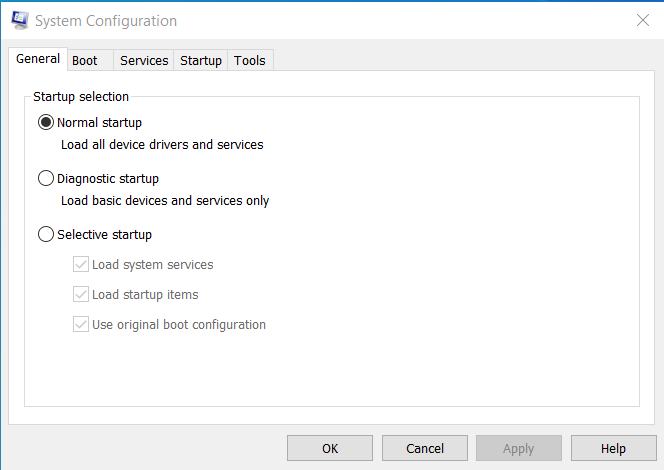 System Configuration
General Boot Services Startup Tools
Startup selection
Normal startup
Load all device drivers and services
Diagnostic startup
Load basic devices and services only
Selective startup
Load system services
Load startup items
Use original boot configuration
OK Cancel Apply Help